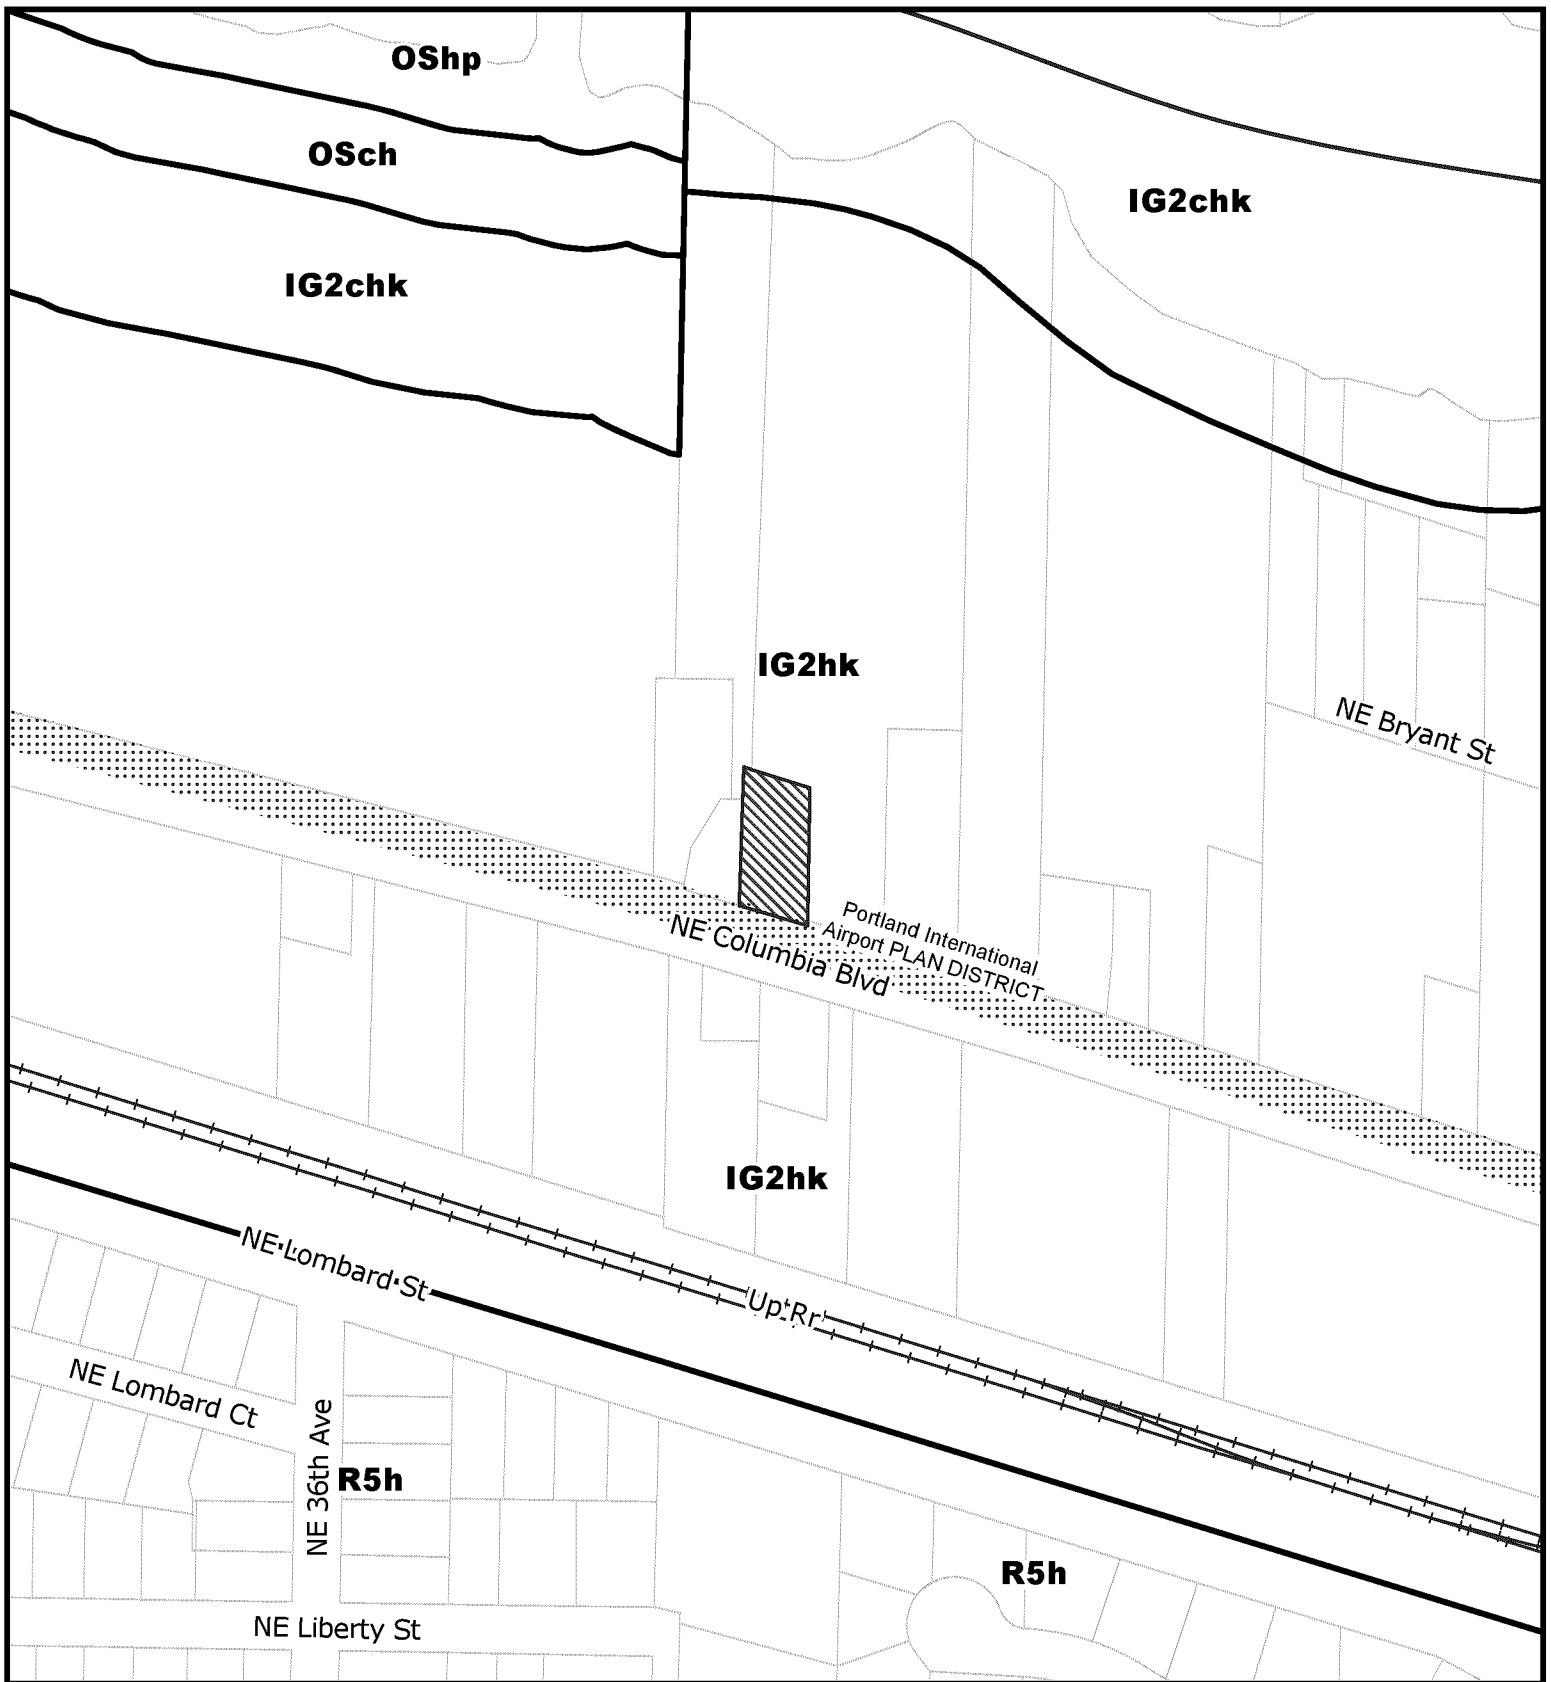 OShp
OSch
IG2chk
IG2chk
IG2hk
NE Bryant St
Portland International
Airport PLAN DISTRICT
NE Columbia Blvd
IG2hk
NE Lombard St
Up Rr
NE Lombard Ct
NE 36th Ave
R5h
R5h
NE Liberty St